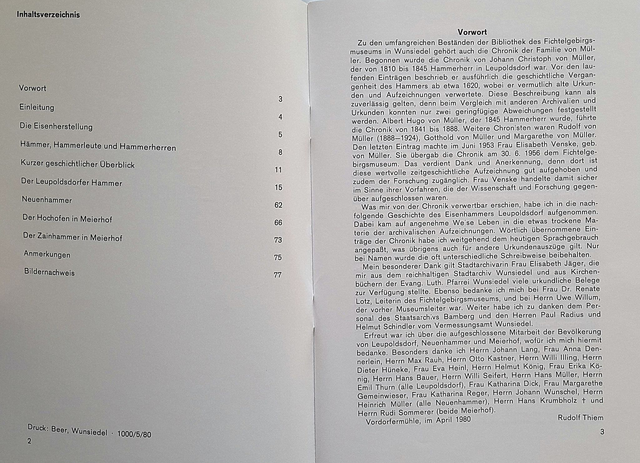 Inhaltsverzeichnis
Vorwort 3
Einleitung 4
Die Eisenherstellung 5
Hämmer, Hammerleute und Hammerherren 8
Kurzer geschichtlicher Überblick 11
Der Leupoldsdorfer Hammer 15
Neuenhammer 62
Der Hochofen in Meierhof 66
Der Zainhammer in Meierhof 73
Anmerkungen 75
Bildernachweis 77
Druck: Beer, Wunsiedel · 1000/5/80
2
Vorwort
Zu den umfangreichen Beständen der Bibliothek des Fichtelgebirgs-
museums in Wunsiedel gehört auch die Chronik der Familie von Mül-
ler. Begonnen wurde die Chronik von Johann Christoph von Müller,
der von 1810 bis 1845 Hammerherr in Leupoldsdorf war. Vor den lau-
fenden Einträgen beschrieb er ausführlich die geschichtliche Vergan-
genheit des Hammers ab etwa 1620, wobei er vermutlich alte Urkun-
den und Aufzeichnungen verwertete. Diese Beschreibung kann als
zuverlässig gelten, denn beim Vergleich mit anderen Archivalien und
Urkunden konnten nur zwei geringfügige Abweichungen festgestellt
werden. Albert Hugo von Müller, der 1845 Hammerherr wurde, führte
die Chronik von 1841 bis 1888. Weitere Chronisten waren Rudolf von
Müller (1888—1924), Gotthold von Müller und Margarethe von Müller.
Den letzten Eintrag machte im Juni 1953 Frau Elisabeth Venske, geb.
von Müller. Sie übergab die Chronik am 30. 6. 1956 dem Fichtelge-
birgsmuseum. Das verdient Dank und Anerkennung, denn dort ist
diese wertvolle zeitgeschichtliche Aufzeichnung gut aufgehoben und
zudem der Forschung zugänglich. Frau Venske handelte damit sicher
im Sinne ihrer Vorfahren, die der Wissenschaft und Forschung gegen-
über aufgeschlossen waren.
Was mir von der Chronik verwertbar erschien, habe ich in die nach-
folgende Geschichte des Eisenhammers Leupoldsdorf aufgenommen.
Dabei kam auf angenehme Weise Leben in die etwas trockene Ma-
terie der archivalischen Aufzeichnungen. Wörtlich übernommene Ein-
träge der Chronik habe ich weitgehend dem heutigen Sprachgebrauch
angepaßt, was übrigens auch für andere Urkundenauszüge gilt. Nur
bei Namen wurde die oft unterschiedliche Schreibweise beibehalten.
Mein besonderer Dank gilt Stadtarchivarin Frau Elisabeth Jäger, die
mir aus dem reichhaltigen Stadtarchiv Wunsiedel und aus Kirchen-
büchern der Evang. Luth. Pfarrei Wunsiedel viele urkundliche Belege
zur Verfügung stellte. Ebenso bedanke ich mich bei Frau Dr. Renate
Lotz, Leiterin des Fichtelgebirgsmuseums, und bei Herrn Uwe Willum,
der vorher Museumsleiter war. Weiter habe ich zu danken dem Per-
sonal des Staatsarchivs Bamberg und den Herren Paul Radius und
Helmut Schindler vom Vermessungsamt Wunsiedel.
Erfreut war ich über die aufgeschlossene Mitarbeit der Bevölkerung
von Leupoldsdorf, Neuenhammer und Meierhof, wofür ich mich hiermit
bedanke. Besonders danke ich Herrn Johann Lang, Frau Anna Den-
nerlein, Herrn Max Rauh, Herrn Otto Kastner, Herrn Willi Illing, Herrn
Dieter Hüneke, Frau Eva Heinl, Herrn Helmut König, Frau Erika Kö-
nig, Herrn Hans Bauer, Herrn Willi Seifert, Herrn Hans Müller, Herrn
Emil Thurn (alle Leupoldsdorf), Frau Katharina Dick, Frau Margarethe
Gemeinwieser, Frau Katharina Reger, Herrn Johann Wunschel, Herrn
Heinrich Müller (alle Neuenhammer), Herrn Hans Krumbholz † und
Herrn Rudi Sommerer (beide Meierhof).
Vordorfermühle, im April 1980 Rudolf Thiem
3